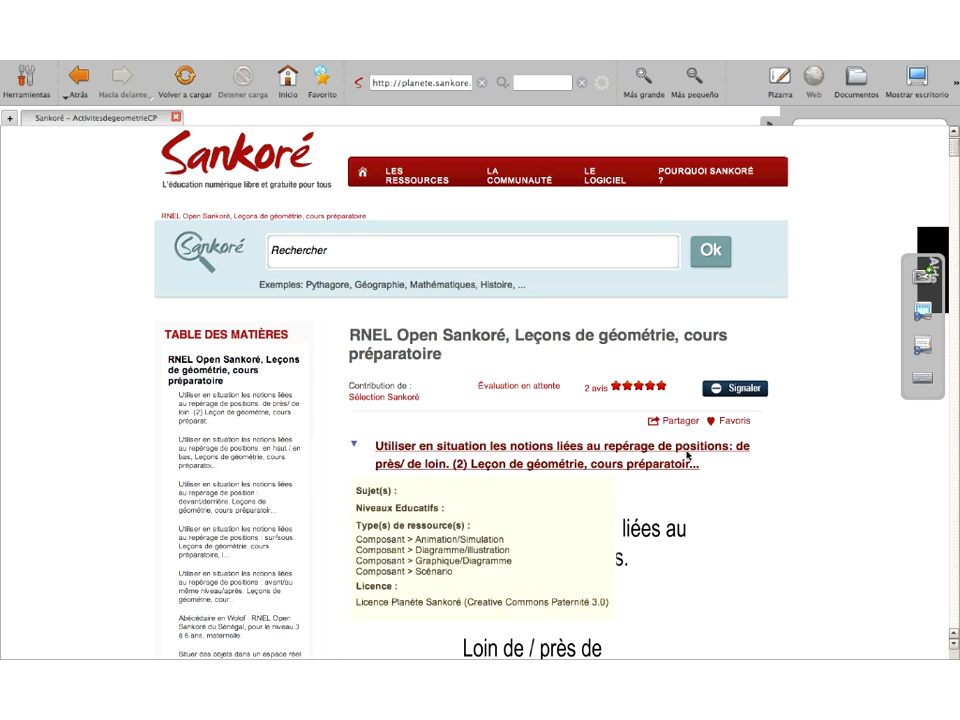 Herramientas
Atrás
Hacia delante
Volver a cargar
Detener carga
Inicio
Favorito
http://planete.sankore.
Más grande
Más pequeño
Pizarra
Web
Documentos
Mostrar escritorio
»
+
Sankoré – ActivitesdegeometrieCP
Sankoré
L'éducation numérique libre et gratuite pour tous
LES RESSOURCES
LA COMMUNAUTÉ
LE LOGICIEL
POURQUOI SANKORÉ ?
RNEL Open Sankoré, Leçons de géométrie, cours préparatoire
Sankoré
Rechercher
Ok
Exemples: Pythagore, Géographie, Mathématiques, Histoire, ...
TABLE DES MATIÈRES
RNEL Open Sankoré, Leçons
de géométrie, cours
préparatoire
Utiliser en situation les notions liées
au repérage de positions: de près/ de
loin. (2) Leçon de géométrie, cours
préparat...
Utiliser en situation les notions liées
au repérage de positions: en haut / en
bas, Leçons de géométrie, cours
préparatoi...
Utiliser en situation les notions liées
au repérage de position :
devant/derrière. Leçons de
géométrie, cours préparatoir...
Utiliser en situation les notions liées
au repérage de position : sur/sous.
Leçons de géométrie, cours
préparatoire, l...
Utiliser en situation les notions liées
au repérage de positions : avant/au
même niveau/après. Leçons de
géométrie, cour...
Abécédaire en Wolof . RNEL Open
Sankoré du Sénégal, pour le niveau 3
à 6 ans, maternelle
Situer des objets dans un espace réel
RNEL Open Sankoré, Leçons de géométrie, cours
préparatoire
Contribution de :
Sélection Sankoré
Évaluation en attente
2 avis
Signaler
Partager
Favoris
Utiliser en situation les notions liées au repérage de positions: de
près/ de loin. (2) Leçon de géométrie, cours préparatoir...
Sujet(s) :
Niveaux Educatifs :
Type(s) de ressource(s) :
Composant > Animation/Simulation
Composant > Diagramme/illustration
Composant > Graphique/Diagramme
Composant > Scénario
Licence :
Licence Planète Sankoré (Creative Commons Paternité 3.0)
liées au
s.
Loin de / près de